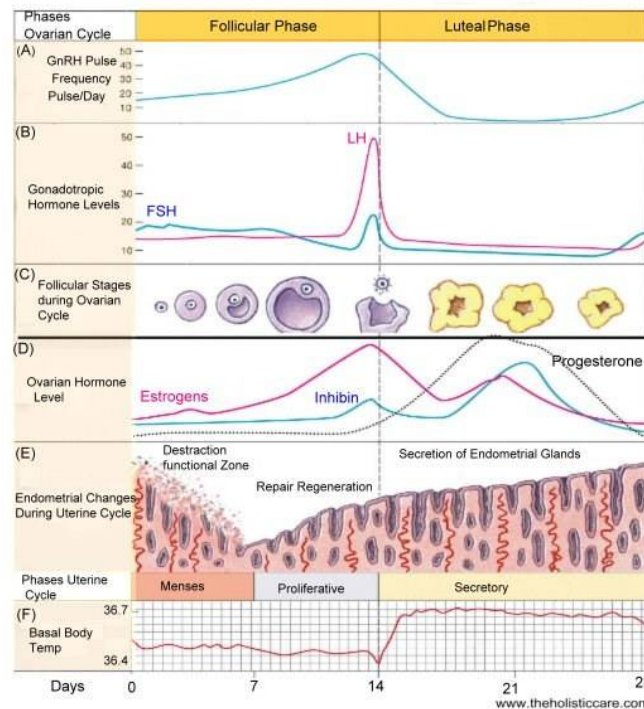 Phases
Ovarian Cycle
Follicular Phase
Luteal Phase
(A)
GnRH Pulse
Frequency
Pulse/Day
50
40
30
20
10
(B)
Gonadotropic
Hormone Levels
50
40
30
20
10
LH
FSH
(C)
Follicular Stages
during Ovarian
Cycle
(D)
Ovarian Hormone
Level
Estrogens
Inhibin
Progesterone
(E)
Endometrial Changes
During Uterine Cycle
Destraction
functional Zone
Repair Regeneration
Secretion of Endometrial Glands
Phases Uterine
Cycle
Menses
Proliferative
Secretory
(F)
Basal Body
Temp
36.7
36.4
Days
0
7
14
21
www.theholisticcare.com